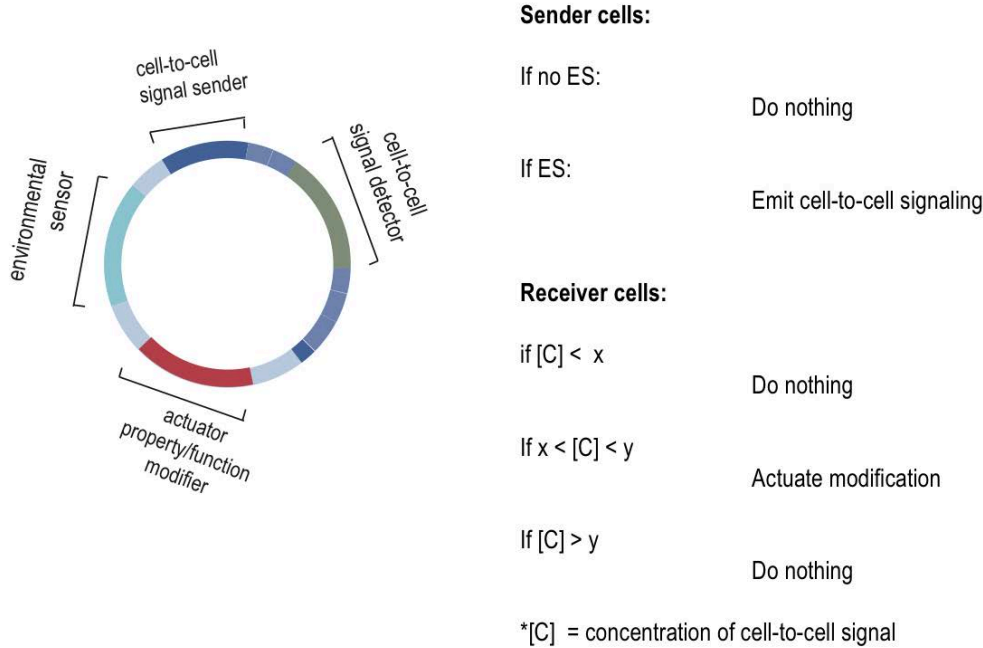 cell-to-cell
signal sender
cell-to-cell
signal detector
environmental
sensor
actuator
property/function
modifier
Sender cells:
If no ES:
Do nothing
If ES:
Emit cell-to-cell signaling
Receiver cells:
if [C] < x
Do nothing
If x < [C] < y
Actuate modification
If [C] > y
Do nothing
*[C] = concentration of cell-to-cell signal